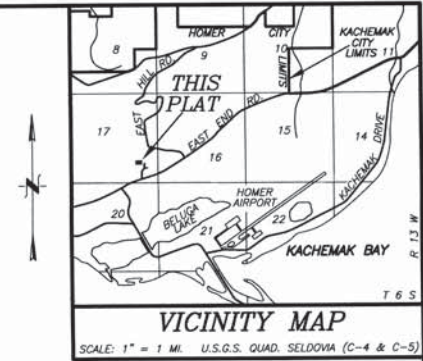 HOMER
CITY
LIMITS
KACHEMAK
CITY
LIMITS
8
9
10
11
EAST
HILL RD.
THIS
PLAT
17
16
15
14
EAST END RD.
KACHEMAK DRIVE
N
HOMER
AIRPORT
20
BELUGA
LAKE
21
22
KACHEMAK BAY
R 13 W
T 6 S
VICINITY MAP
SCALE: 1" = 1 MI. U.S.G.S. QUAD. SELDOVIA (C-4 & C-5)